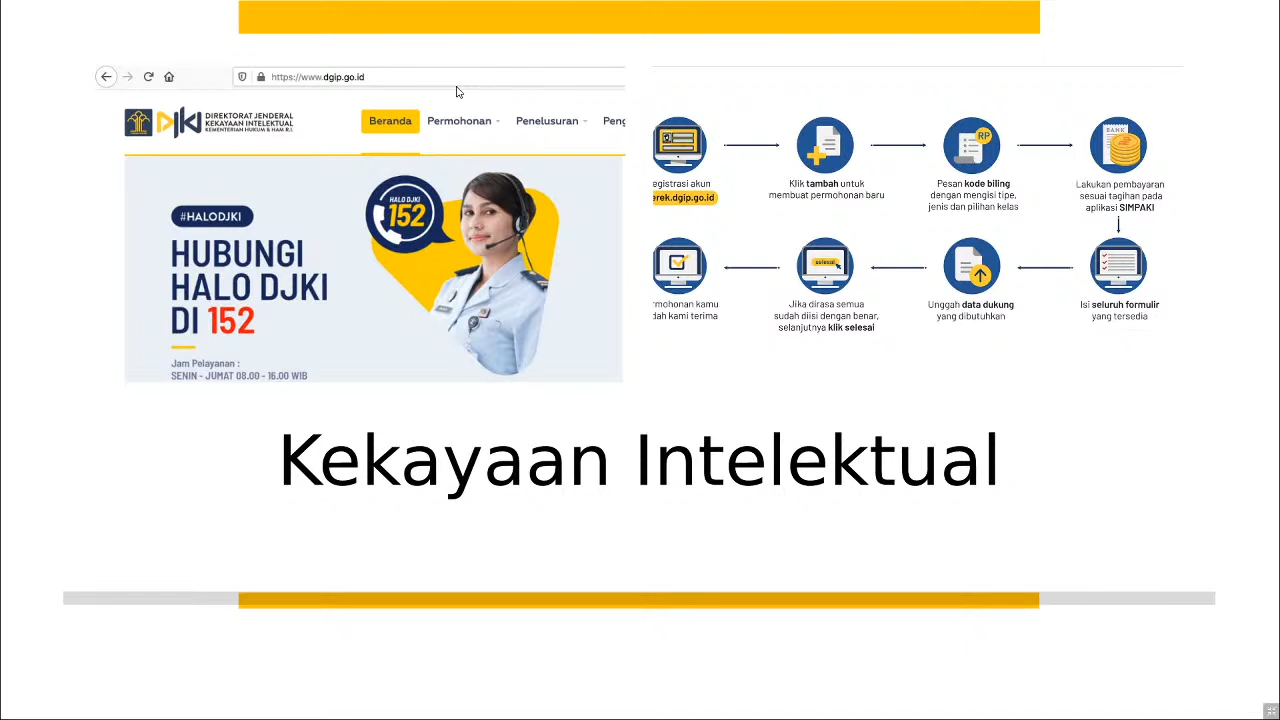 https://www.dgip.go.id
DIREKTORAT JENDERAL
KEKAYAAN INTELEKTUAL
KEMENTERIAN HUKUM & HAM R.I.
Beranda
Permohonan
Penelusuran
Peng
#HALODJKI
HUBUNGI
HALO DJKI
DI 152
Jam Pelayanan :
SENIN - JUMAT 08.00 - 16.00 WIB
HALO DJKI
152
egistrasi akun
erek.dgip.go.id
Klik tambah untuk
membuat permohonan baru
RP
Pesan kode biling
dengan mengisi tipe,
jenis dan pilihan kelas
BANK
Lakukan pembayaran
sesuai tagihan pada
aplikasi SIMPAKI
rmohonan kamu
dah kami terima
selesai
Jika dirasa semua
sudah diisi dengan benar,
selanjutnya klik selesai
Unggah data dukung
yang dibutuhkan
Isi seluruh formulir
yang tersedia
Kekayaan Intelektual